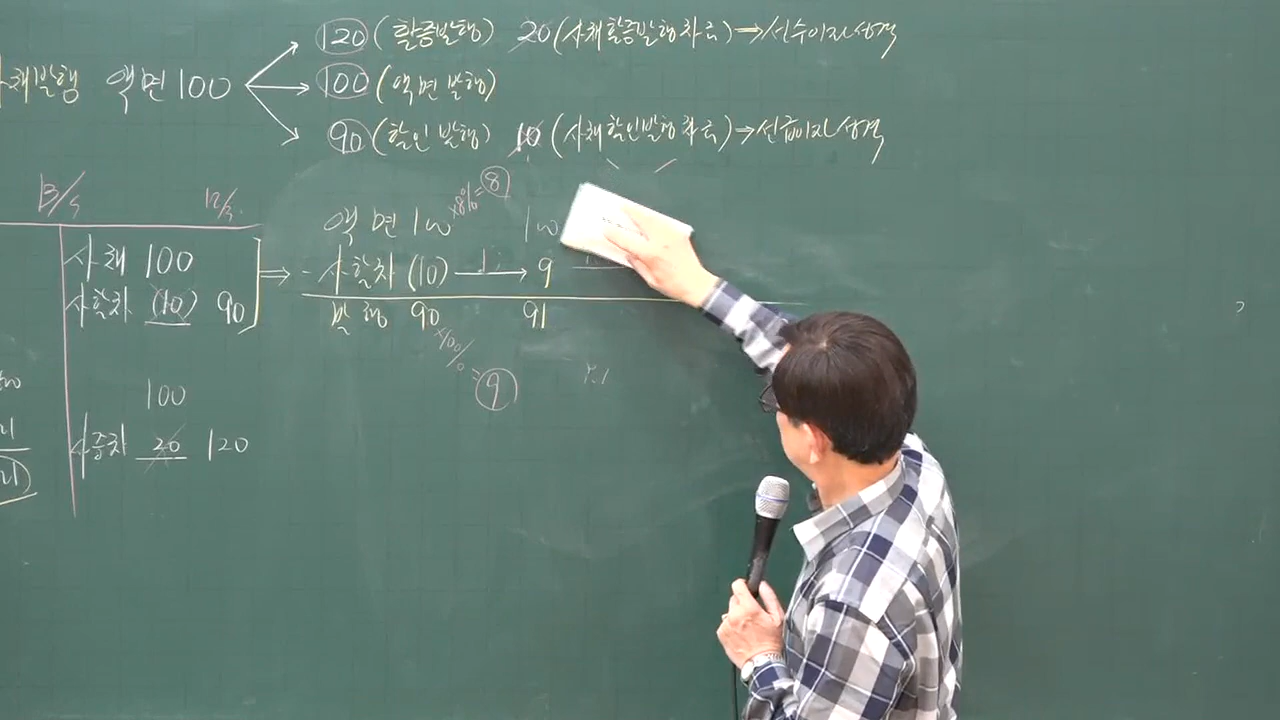 120 (할증발행) 20 (사채할증발행차금) ⇒ 선수이자성격
사채발행 액면 100
100 (액면발행)
90 (할인발행) 10 (사채할인발행차금) → 선급이자성격
B/S
액면 100 ×8% = 8 100
사채 100
- 사할차 (10) → 9
사할차 (10) 90
발행 90 91
×10% = 9
100
사증차 20 120